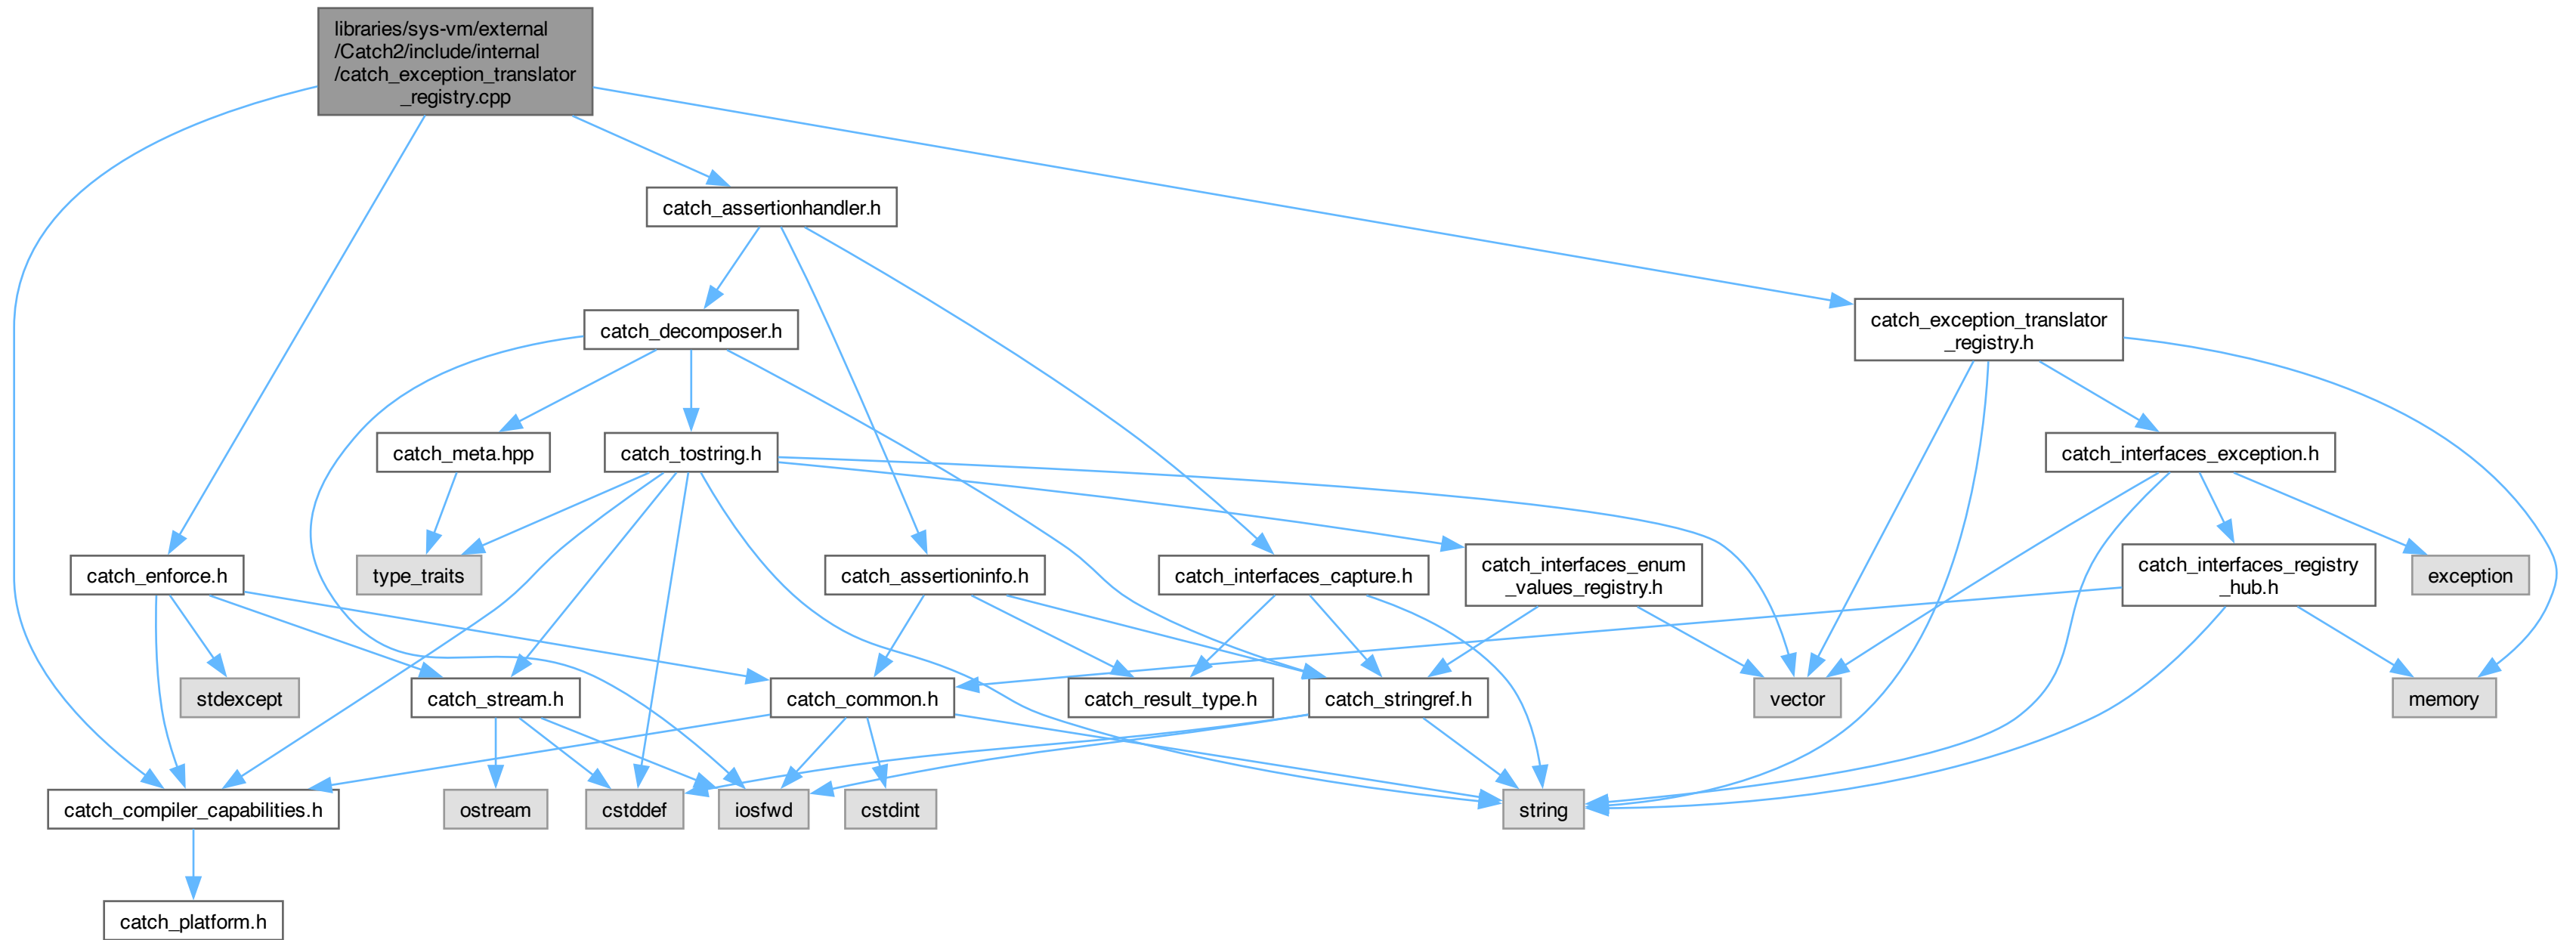 libraries/sys-vm/external
/Catch2/include/internal
/catch_exception_translator
_registry.cpp
catch_assertionhandler.h
catch_decomposer.h
catch_exception_translator
_registry.h
catch_meta.hpp
catch_tostring.h
catch_interfaces_exception.h
catch_enforce.h
type_traits
catch_assertioninfo.h
catch_interfaces_capture.h
catch_interfaces_enum
_values_registry.h
catch_interfaces_registry
_hub.h
exception
stdexcept
catch_stream.h
catch_common.h
catch_result_type.h
catch_stringref.h
vector
memory
catch_compiler_capabilities.h
ostream
cstddef
iosfwd
cstdint
string
catch_platform.h